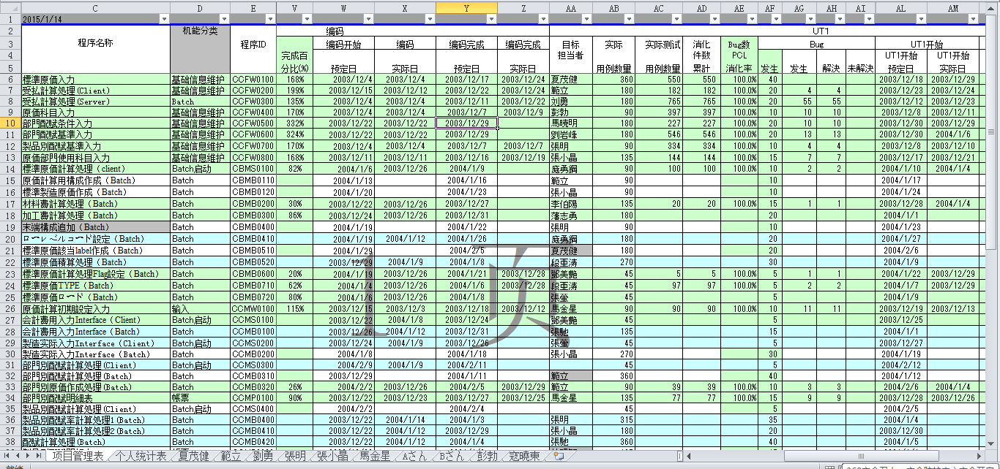 C D E V W X Y Z AA AB AC AD AE AF AG AH AI AL AM
1 2015/1/14
2 机能分类 编码 UT1
3 程序名称 程序ID 编码开始 编码 编码完成 编码完成 目标 实际 实际测试 消化 Bug数 Bug UT1开始
4 完成百 担当者 件数 PCL UT1开始 UT1开始
5 分比(%) 预定日 实际日 预定日 实际日 用例数量 用例数量 累计 消化率 发生 发生 解決 未解決 预定日 实际日
6 標準原価入力 基础信息维护 CCFW0100 168% 2003/12/4 2003/12/4 2003/12/17 2003/12/24 夏茂健 360 550 550 100.0% 40 2003/12/18 2003/12/29
7 受払計算処理(Client) 基础信息维护 CCFW0200 199% 2003/12/15 2003/12/12 2003/12/22 2003/12/24 範立 180 182 182 100.0% 20 4 4 2003/12/23 2003/12/24
8 受払計算処理(Server) Batch CCFW0300 135% 2003/12/4 2003/12/4 2003/12/11 2003/12/22 刘勇 180 765 765 100.0% 20 55 55 2003/12/12 2003/12/23
9 原価科目入力 基础信息维护 CCFW0400 170% 2003/12/4 2003/12/4 2003/12/7 2003/12/9 彭勃 90 397 397 100.0% 10 10 10 2003/12/8 2003/12/11
10 部門配賦条件入力 基础信息维护 CCFW0500 332% 2003/12/22 2003/12/22 2003/12/29 馬暁明 180 227 227 100.0% 20 10 10 2003/12/30 2003/12/29
11 部門配賦基準入力 基础信息维护 CCFW0600 324% 2003/12/22 2003/12/22 2003/12/29 劉岩峰 180 546 546 100.0% 20 13 13 2003/12/30 2004/1/6
12 製品別配賦基準入力 基础信息维护 CCFW0700 170% 2003/12/4 2003/12/4 2003/12/7 2003/12/7 張明 90 334 334 100.0% 10 4 4 2003/12/8 2003/12/10
13 原価部門使用科目入力 基础信息维护 CCFW0800 168% 2003/12/11 2003/12/11 2003/12/16 2003/12/19 張小晶 135 144 144 100.0% 15 7 7 2003/12/17 2003/12/21
14 標準原価計算処理（client） Batch启动 CBMS0100 82% 2004/1/6 2003/12/26 2004/1/9 庭勇鋼 90 100 100 100.0% 10 2 2 2004/1/10 2004/1/4
15 原価計算用構成作成（Batch） Batch CBMB0110 2004/1/13 2004/1/16 範立 90 10 2004/1/17
16 標準製造原価作成（Batch） Batch CBMB0120 2004/1/20 2004/1/23 張小晶 90 10 2004/1/24
17 材料費計算処理（Batch） Batch CBMB0200 30% 2003/12/22 2003/12/26 2003/12/27 李伯陽 135 20 20 100.0% 15 1 1 2003/12/28 2004/1/4
18 加工費計算処理（Batch） Batch CBMB0300 86% 2003/12/24 2003/12/26 2003/12/31 藩志勇 180 20 2004/1/1
19 末端構成追加（Batch） Batch CBMB0400 2004/1/19 2004/1/22 張明 90 10 2004/1/23
20 ローレベルコード設定（Batch） Batch CBMB0410 2004/1/19 2004/1/12 2004/1/26 庭勇鋼 180 20 2004/1/27
21 標準原価該当label作成（Batch） Batch CBMB0510 2004/1/29 2004/2/5 夏茂健 180 20 2004/2/6
22 標準原価積算処理（Batch） Batch CBMB0520 2003/12/29 2004/1/9 2004/1/8 段亜涛 270 30 2004/1/9
23 標準原価計算処理Flag設定（Batch） Batch CBMB0600 20% 2004/1/19 2003/12/26 2004/1/21 2003/12/28 鄧美艶 45 5 5 100.0% 5 1 1 2004/1/22 2003/12/29
24 標準原価TYPE（Batch） Batch CBMB0710 62% 2004/1/4 2003/12/26 2004/1/6 2003/12/28 段亜涛 45 97 97 100.0% 5 2 2 2004/1/7 2003/12/29
25 標準原価ロード（Batch） Batch CBMB0720 80% 2004/1/6 2003/12/26 2004/1/8 張蛍 45 5 2004/1/9
26 原価計算初期設定入力 输入 CCMW0100 115% 2003/12/15 2003/12/3 2003/12/18 2003/12/12 馬金星 90 90 90 100.0% 10 11 11 2003/12/19 2003/12/13
27 会計費用入力Interface（Client） Batch启动 CCMS0100 2003/12/22 2004/1/8 2003/12/24 鄧美艶 45 5 2003/12/25
28 会計費用入力Interface（Batch） Batch CCMB0100 2003/12/26 2004/1/12 2003/12/31 張馳 135 15 2004/1/1
29 製造实际入力Interface（Client） Batch启动 CCMS0200 2003/12/24 2004/1/9 2003/12/26 張蛍 45 5 2003/12/27
30 製造实际入力Interface（Batch） Batch CCMB0200 2004/1/8 2004/1/18 張小晶 270 30 2004/1/19
31 部門別配賦計算処理(Client) Batch启动 CCMS0300 2004/2/9 2004/1/9 2004/2/11 45 5 2004/2/12
32 部門別配賦計算処理(Batch) Batch CCMB0310 2003/12/29 2004/1/11 範立 360 40 2004/1/12
33 部門別原価作成処理(Batch) Batch CCMB0320 26% 2004/2/2 2003/12/26 2004/2/5 2003/12/29 範立 90 39 39 100.0% 10 3 3 2004/2/6 2004/1/4
34 部門別配賦明細表 帳票 CCMP0100 90% 2003/12/22 2003/12/23 2003/12/27 2003/12/25 馬金星 135 77 77 100.0% 15 9 9 2003/12/28 2003/12/26
35 製品別配賦計算処理(Client) Batch启动 CCMS0400 2004/2/2 2004/2/4 45 5 2004/2/5
36 製品別配賦率計算処理1(Batch) Batch CCMB0400 2003/12/22 2004/1/14 2004/1/3 張明 315 35 2004/1/4
37 製品別配賦率計算処理2(Batch) Batch CCMB0410 2003/12/22 2004/1/12 2003/12/29 張小晶 180 20 2003/12/30
38 配賦計算処理(Batch) Batch CCMB0420 2003/12/22 2004/1/12 2004/1/4 張馳 360 40 2004/1/5
1 页
项目管理表 个人统计表 夏茂健 範立 劉勇 張明 張小晶 馬金星 Aさん Bさん 彭勃 寇曉東